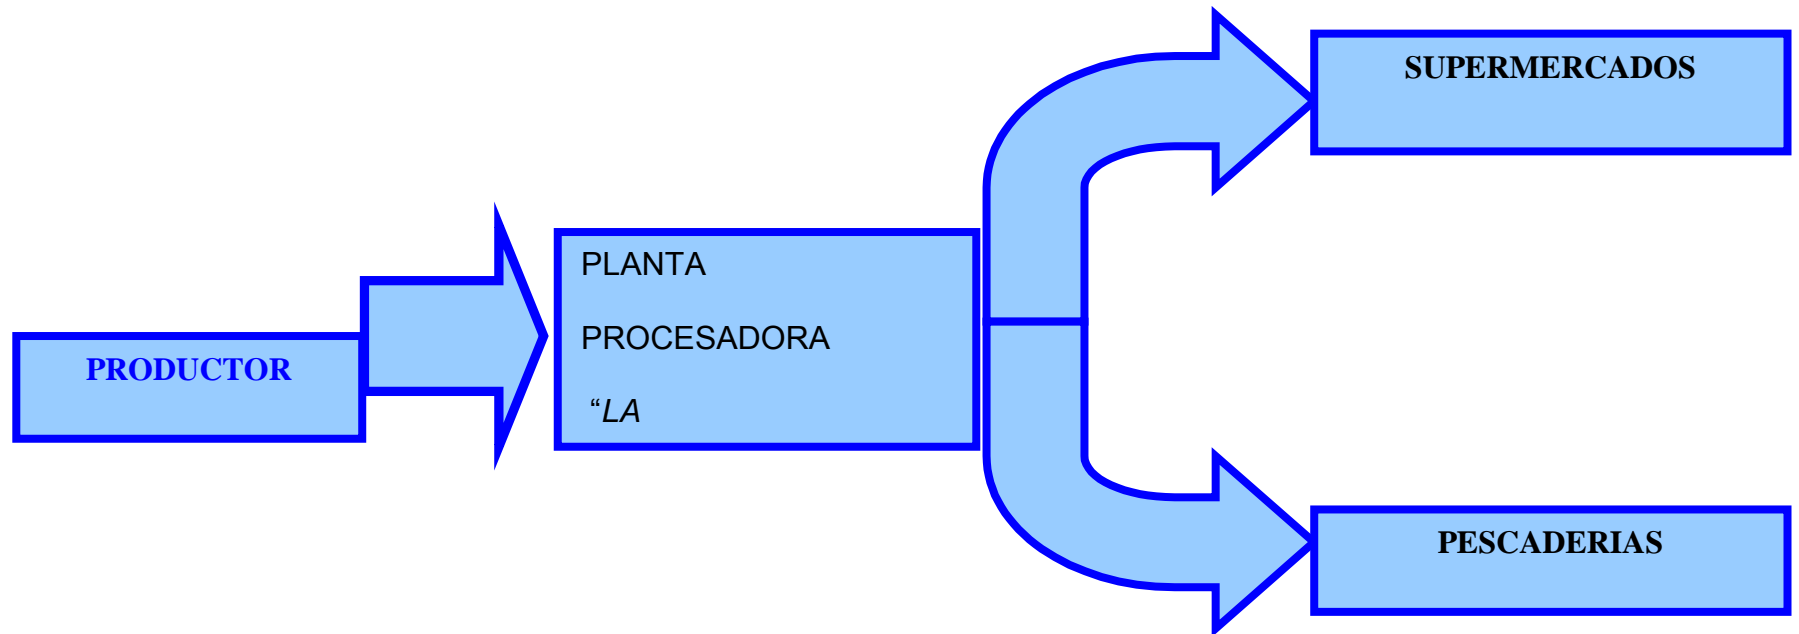 SUPERMERCADOS
PLANTA
PROCESADORA
“LA
PRODUCTOR
PESCADERIAS